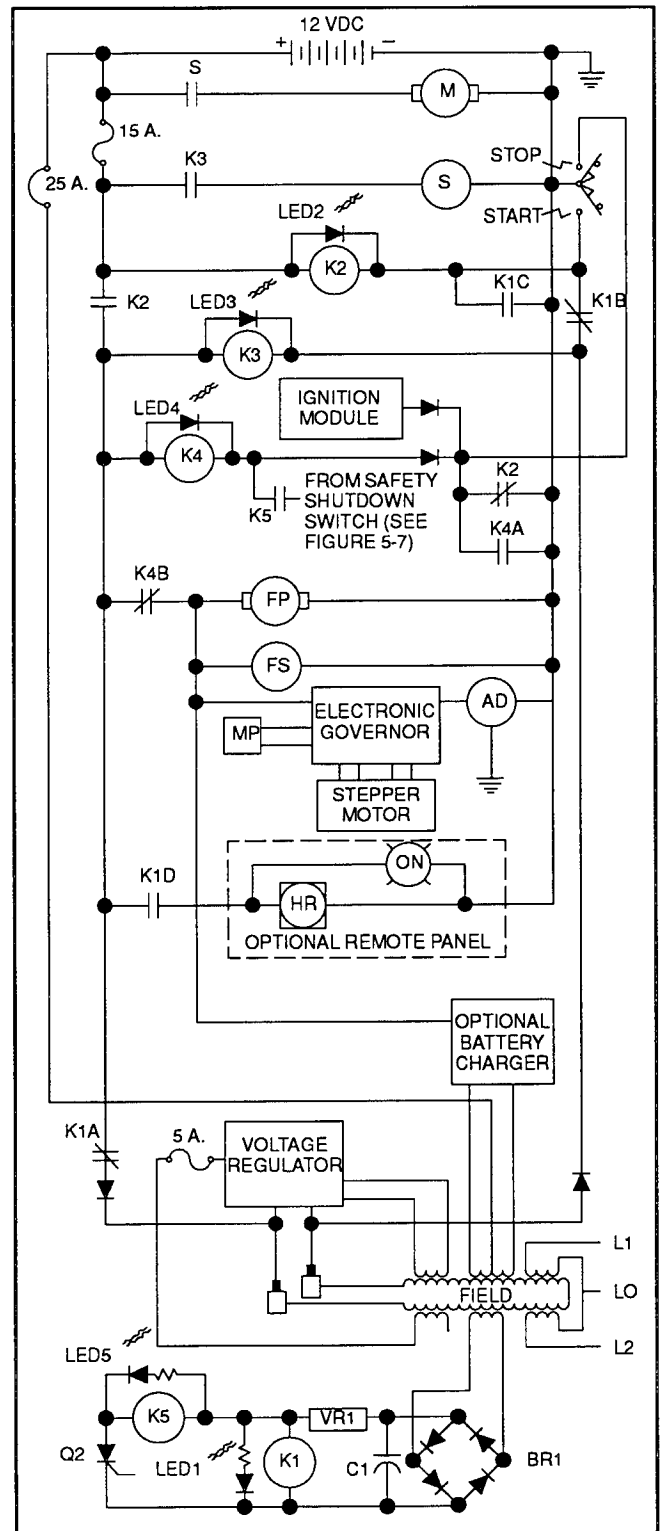 12 VDC
+ −
S
M
15 A.
K3
S
STOP
25 A.
START
LED2
K2
K1C
K2
K1B
LED3
K3
IGNITION
MODULE
LED4
K4
FROM SAFETY
SHUTDOWN
SWITCH (SEE
FIGURE 5-7)
K5
K2
K4A
K4B
FP
FS
ELECTRONIC
GOVERNOR
AD
MP
STEPPER
MOTOR
ON
K1D
HR
OPTIONAL REMOTE PANEL
OPTIONAL
BATTERY
CHARGER
K1A
5 A.
VOLTAGE
REGULATOR
L1
FIELD
LO
L2
LED5
K5
VR1
Q2
LED1
K1
C1
BR1